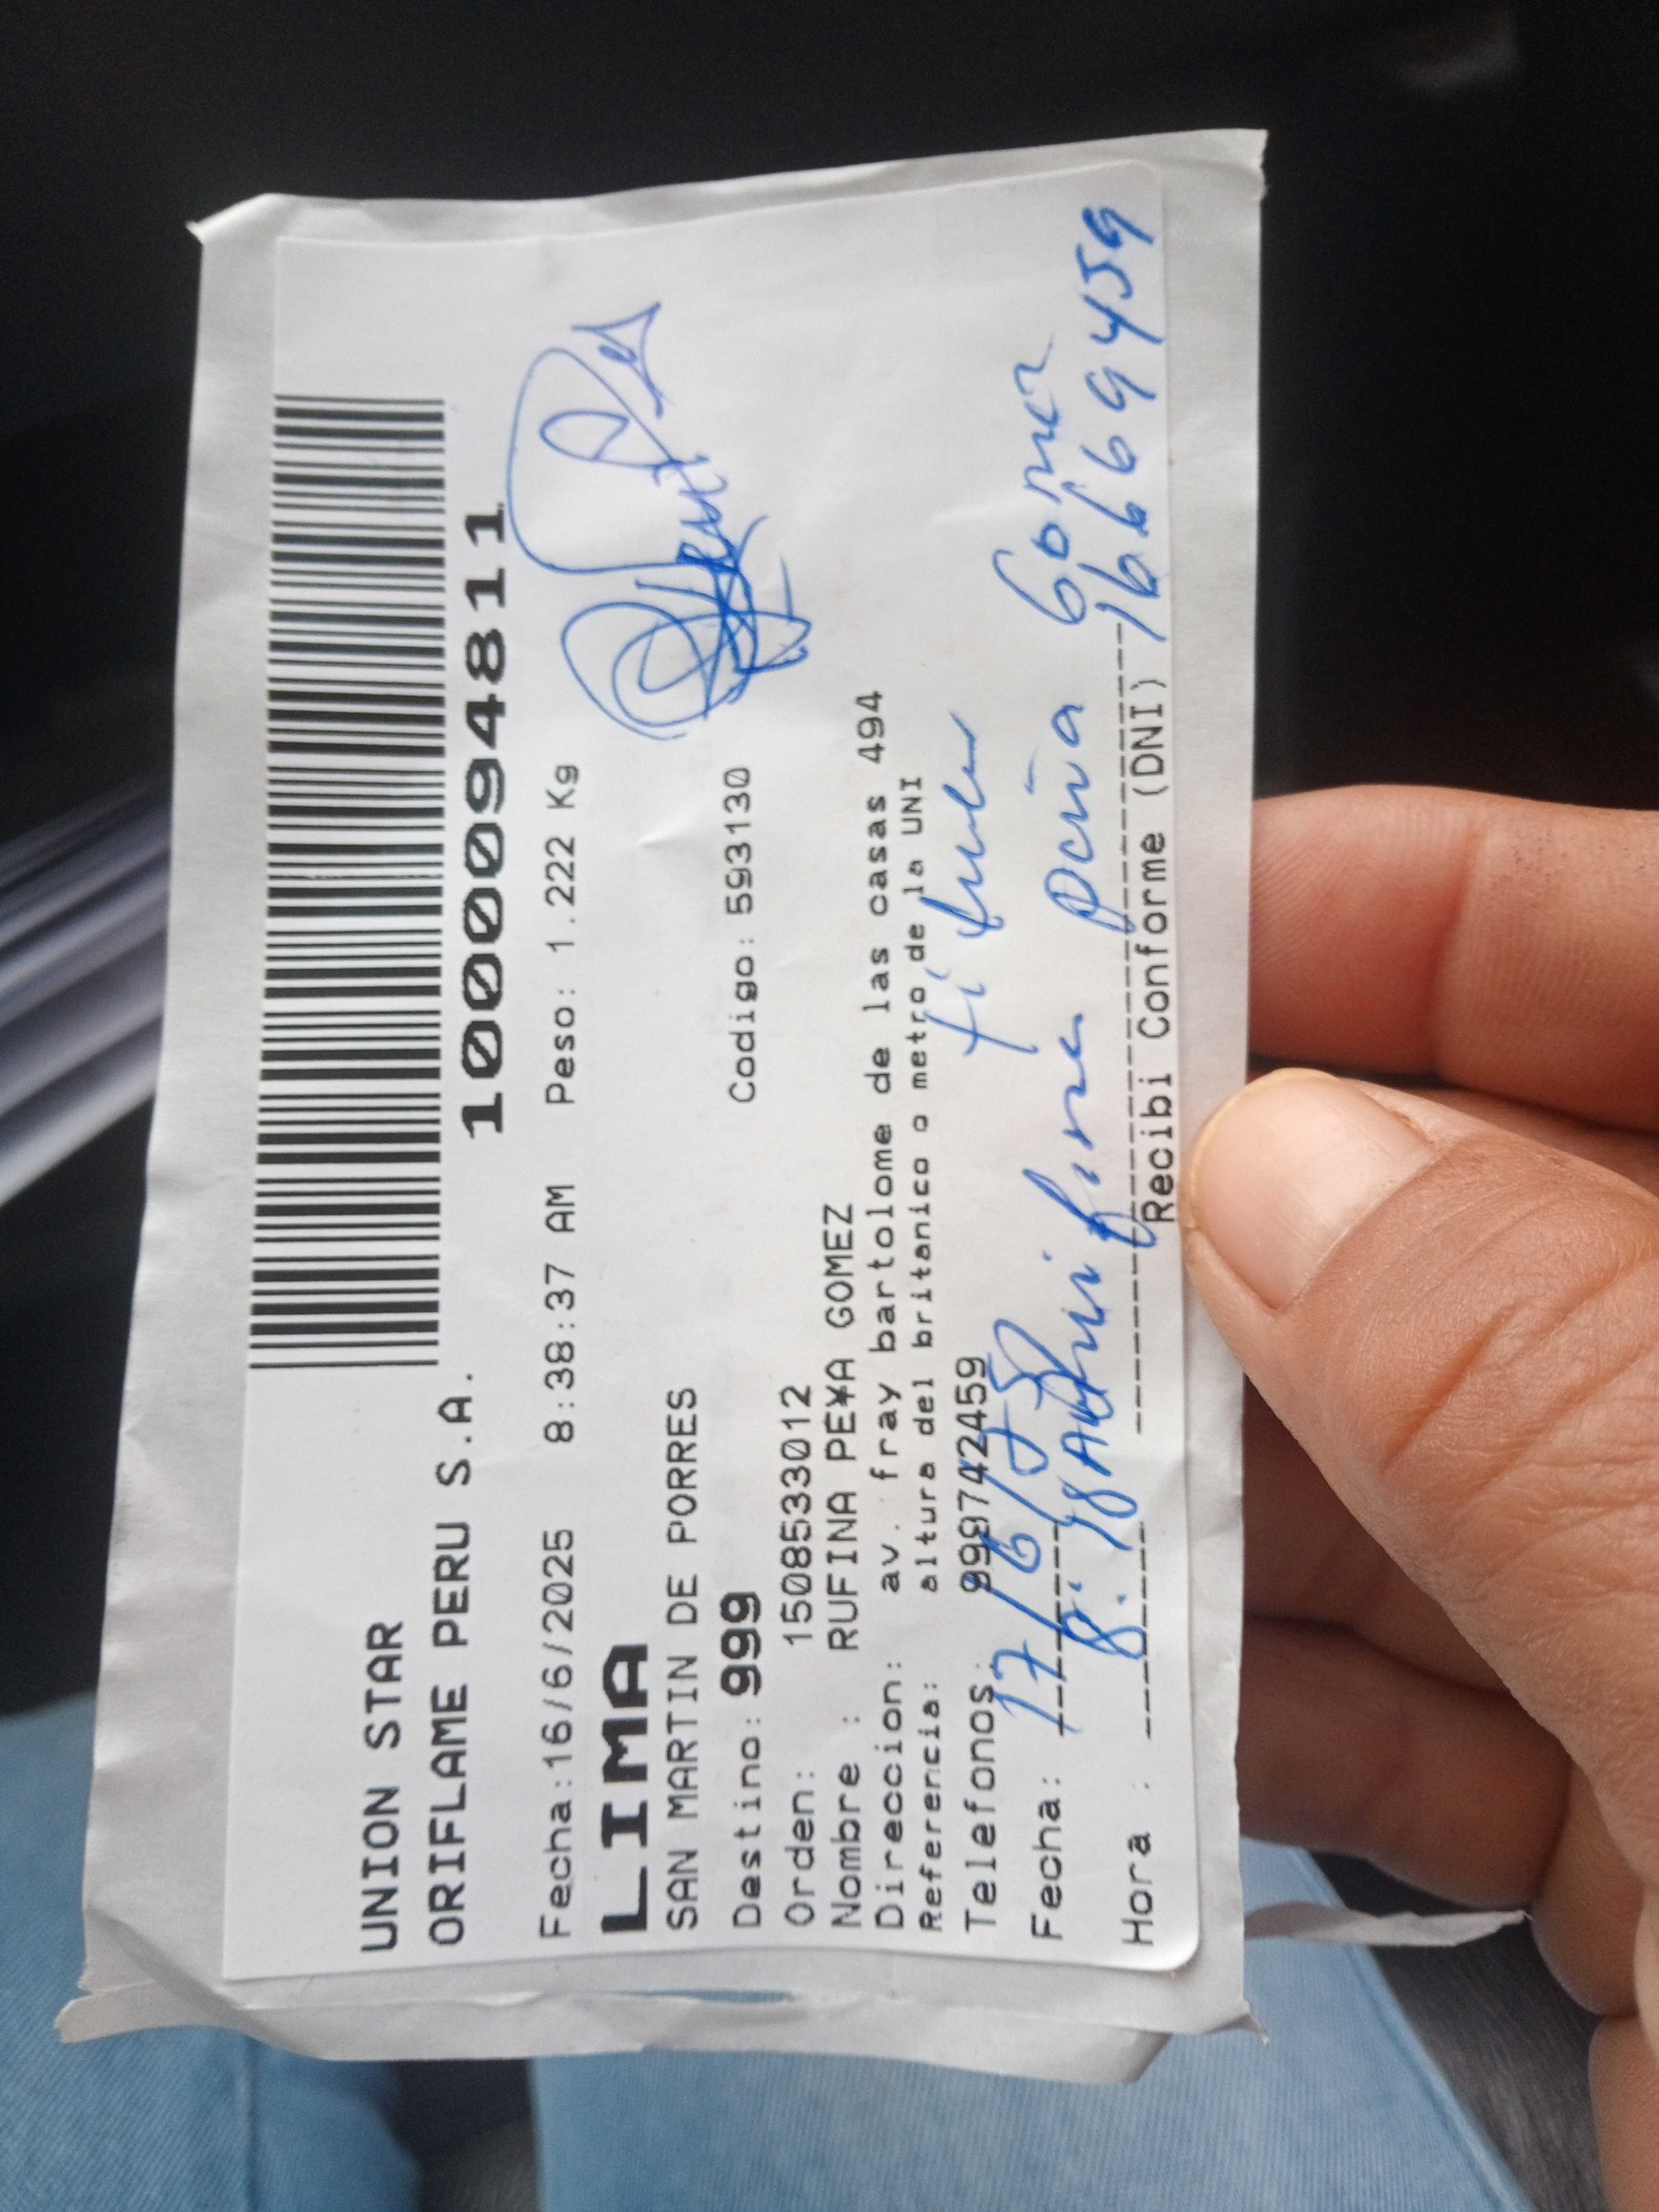 UNION STAR
ORIFLAME PERU S.A.
1000094811
Fecha:16/6/2025 8:38:37 AM Peso: 1.222 Kg
LIMA
SAN MARTIN DE PORRES
Destino: 999 Codigo: 593130
Orden: 1508533012
Nombre : RUFINA PE¥A GOMEZ
Direccion: av. fray bartolome de las casas 494
Referencia: altura del britanico o metro de la UNI
Telefonos: 999742459
titular
Fecha: 17/6/25
Rufina peña Gomez
Hora : 8:18AM
Recibi Conforme (DNI) 16669459